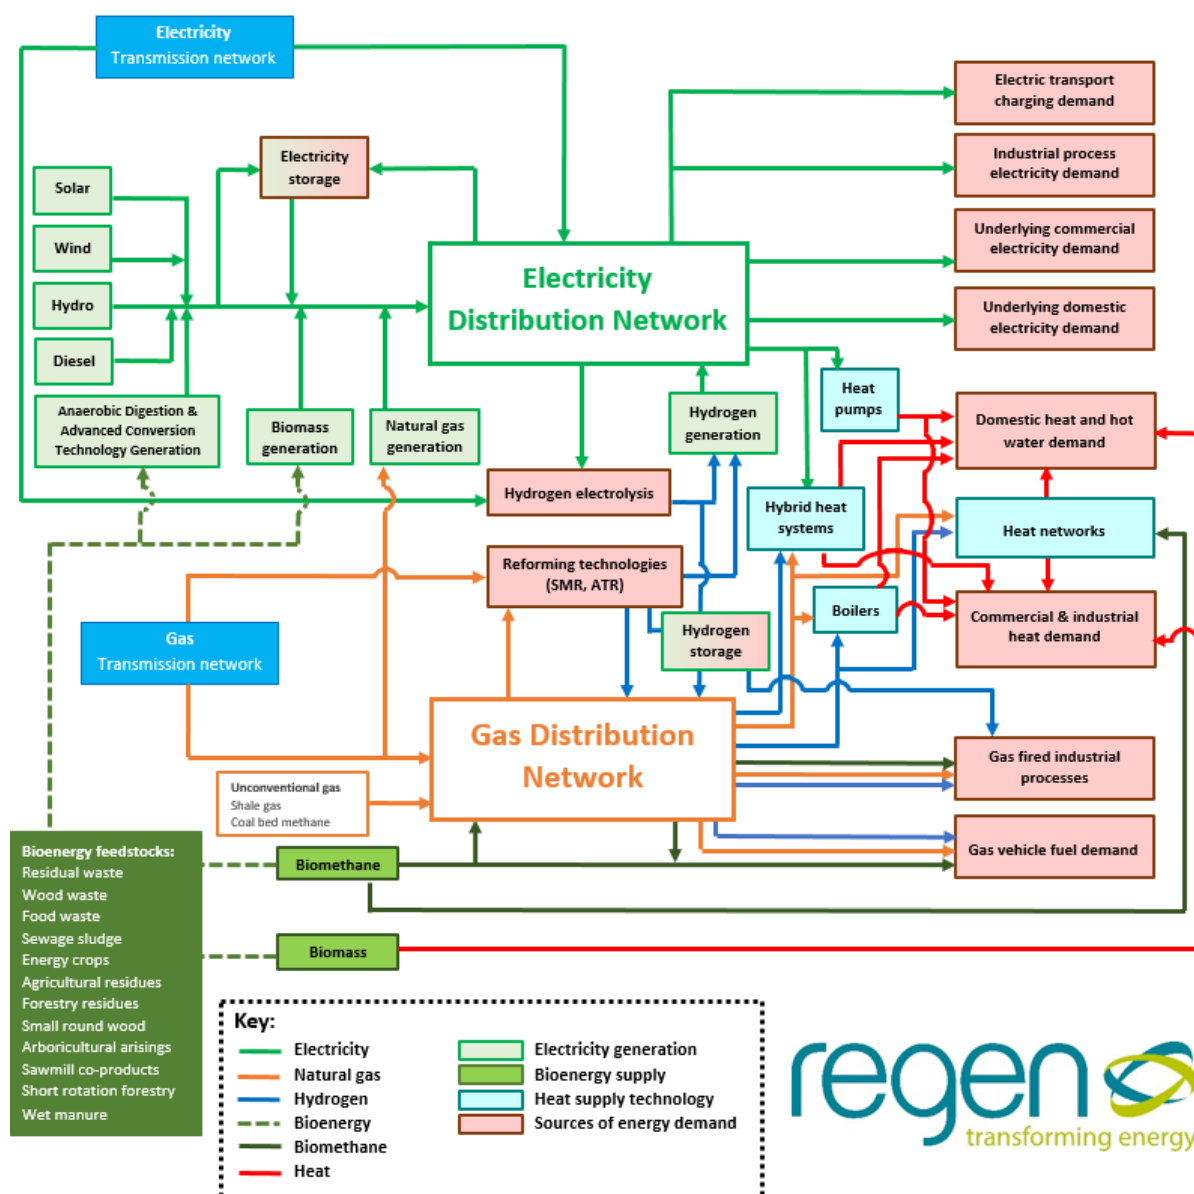 Electricity
Transmission network
Electric transport
charging demand
Electricity
storage
Industrial process
electricity demand
Solar
Wind
Hydro
Diesel
Underlying commercial
electricity demand
Electricity
Distribution Network
Underlying domestic
electricity demand
Anaerobic Digestion &
Advanced Conversion
Technology Generation
Biomass
generation
Natural gas
generation
Hydrogen
generation
Heat
pumps
Domestic heat and hot
water demand
Hydrogen electrolysis
Hybrid heat
systems
Heat networks
Reforming technologies
(SMR, ATR)
Boilers
Commercial & industrial
heat demand
Gas
Transmission network
Hydrogen
storage
Gas Distribution
Network
Gas fired industrial
processes
Unconventional gas
Shale gas
Coal bed methane
Gas vehicle fuel demand
Bioenergy feedstocks:
Residual waste
Wood waste
Food waste
Sewage sludge
Energy crops
Agricultural residues
Forestry residues
Small round wood
Arboricultural arisings
Sawmill co-products
Short rotation forestry
Wet manure
Biomethane
Biomass
Key:
Electricity
Natural gas
Hydrogen
Bioenergy
Biomethane
Heat
Electricity generation
Bioenergy supply
Heat supply technology
Sources of energy demand
regen
transforming energy